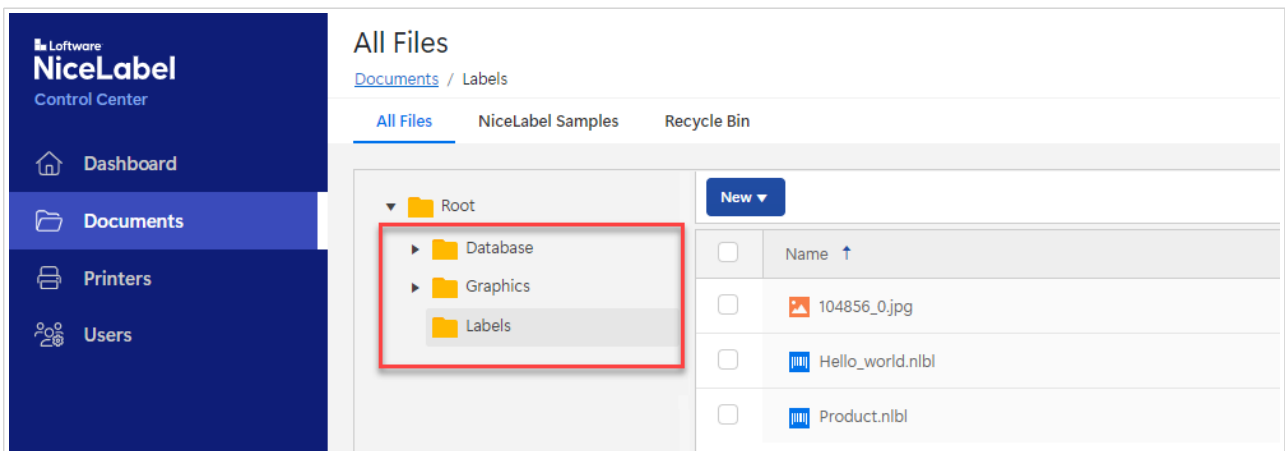 Loftware
NiceLabel
Control Center
Dashboard
Documents
Printers
Users
All Files
Documents / Labels
All Files NiceLabel Samples Recycle Bin
Root
Database
Graphics
Labels
New
Name
104856_0.jpg
Hello_world.nlbl
Product.nlbl